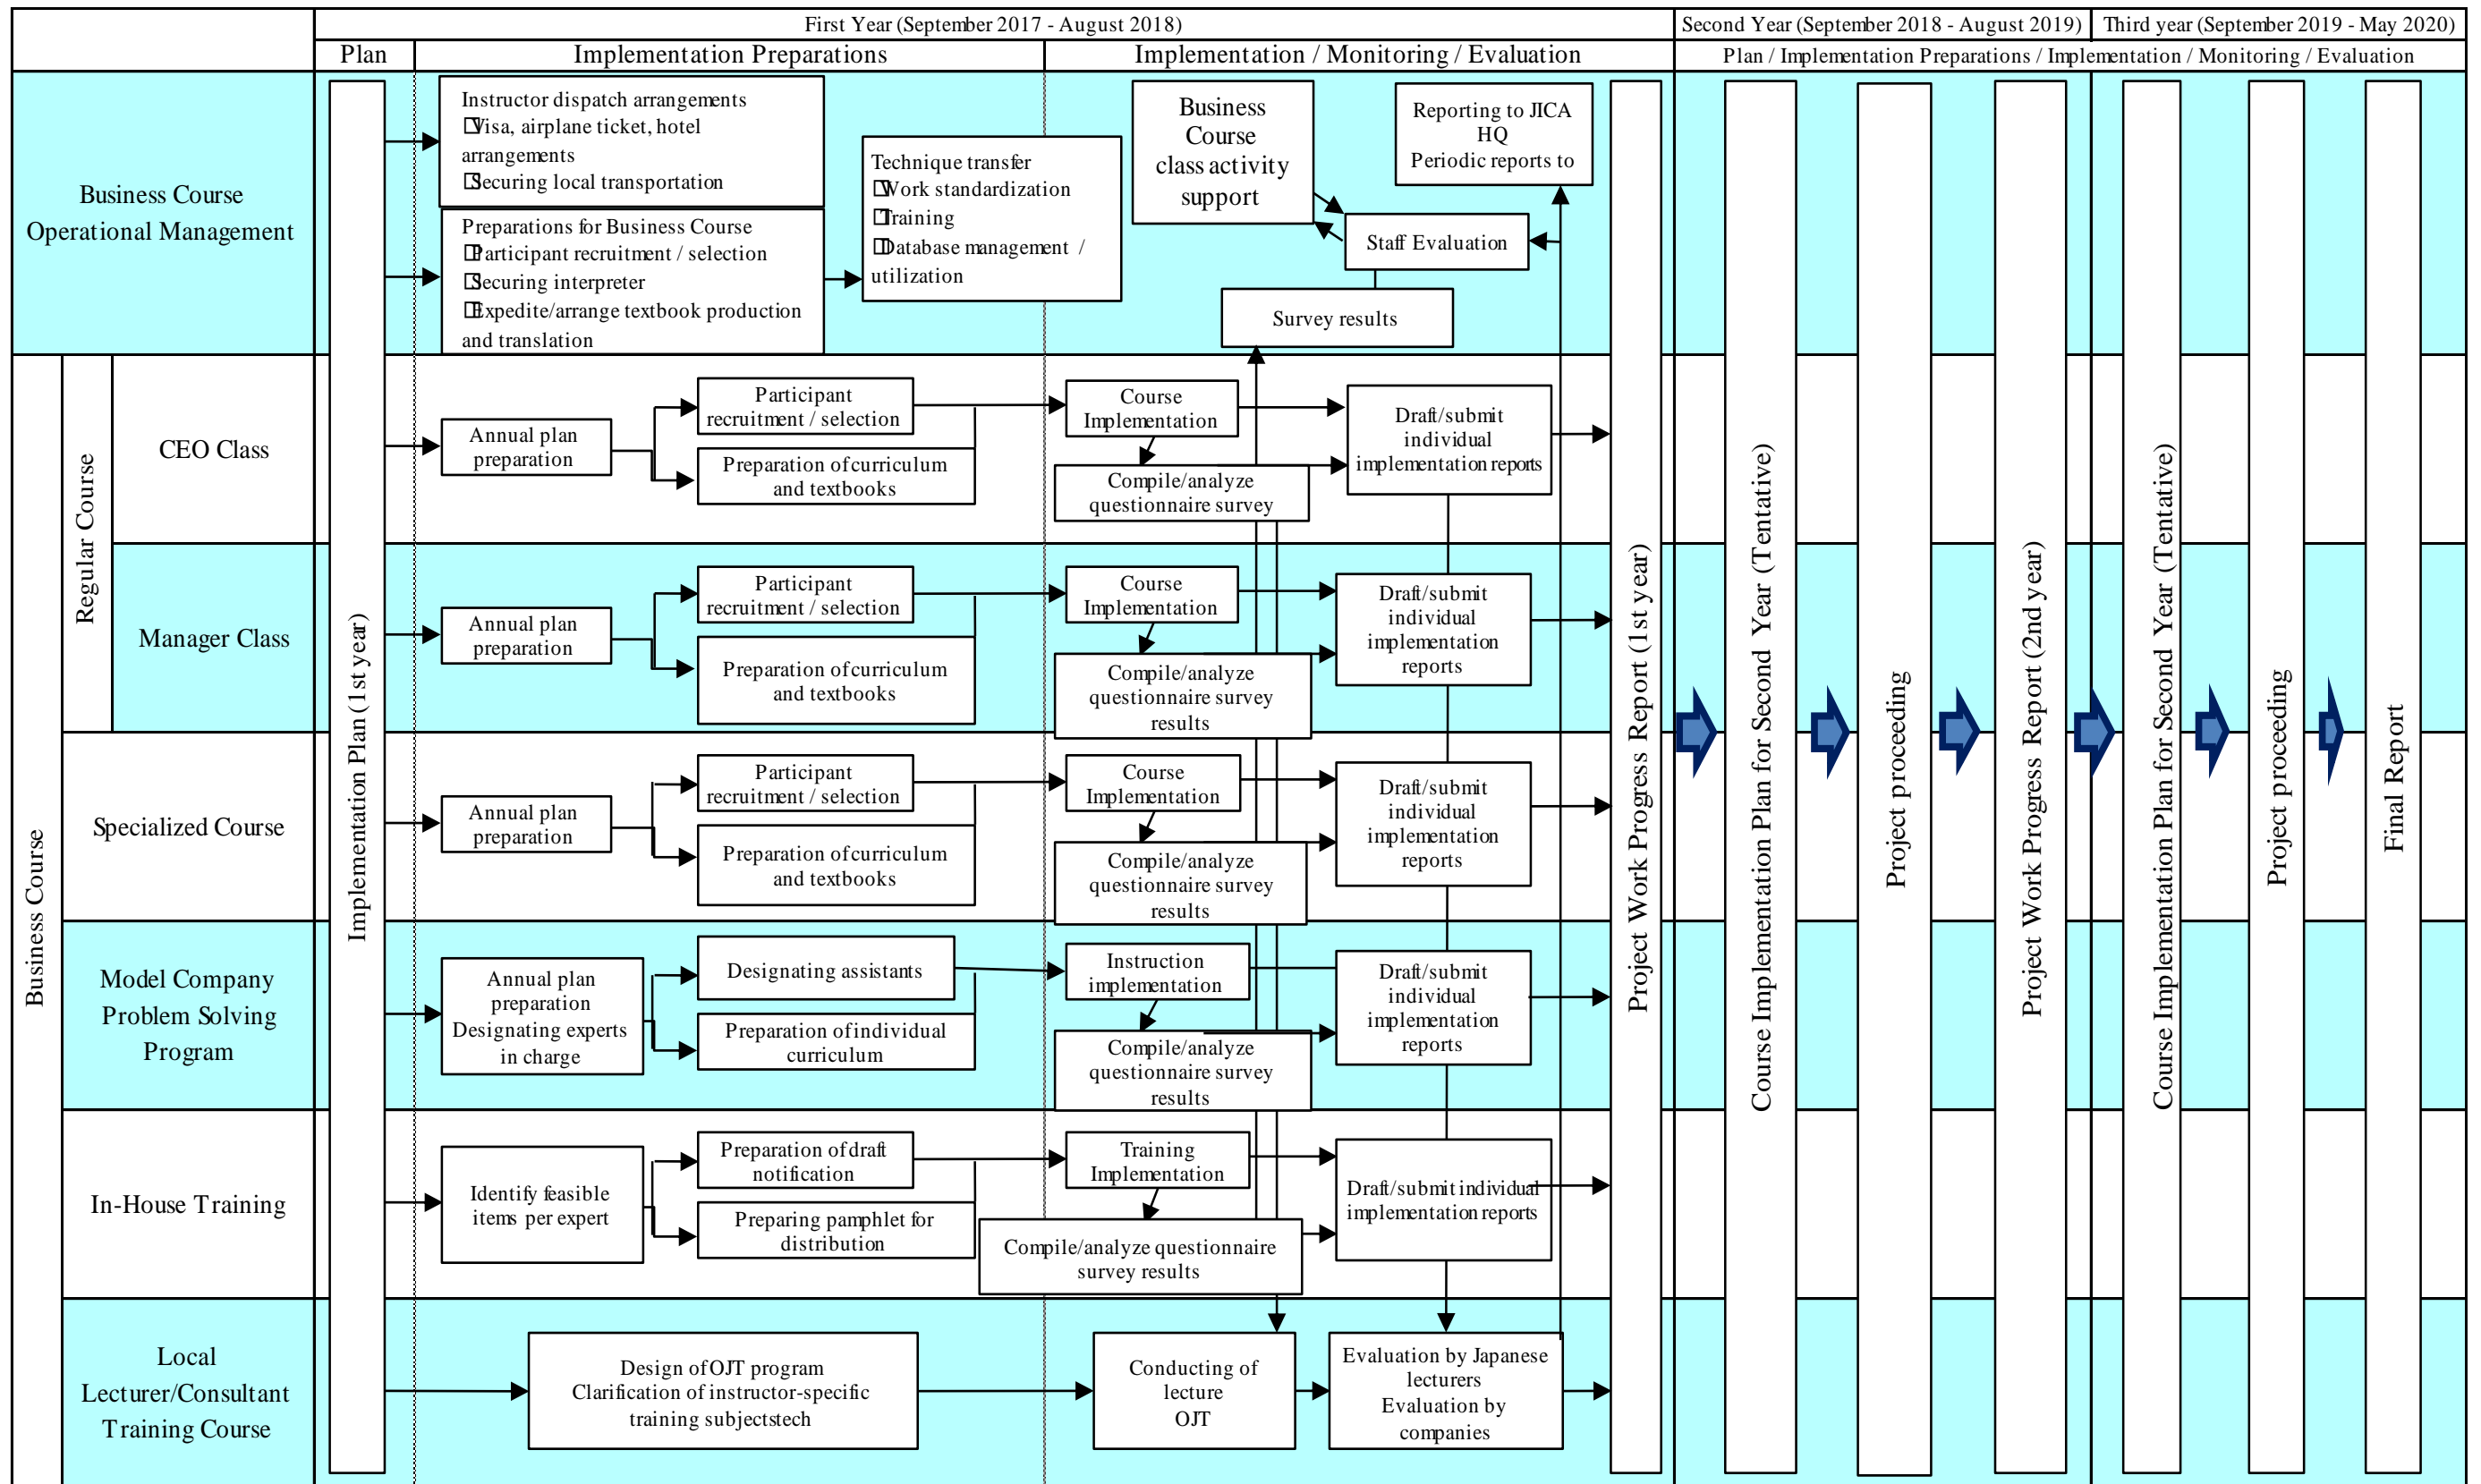 First Year (September 2017 - August 2018)
Second Year (September 2018 - August 2019)
Third year (September 2019 - May 2020)
Plan
Implementation Preparations
Implementation / Monitoring / Evaluation
Plan / Implementation Preparations / Implementation / Monitoring / Evaluation
Business Course
Operational Management
Instructor dispatch arrangements
Visa, airplane ticket, hotel
arrangements
Securing local transportation
Preparations for Business Course
Participant recruitment / selection
Securing interpreter
Expedite/arrange textbook production
and translation
Technique transfer
Work standardization
Training
Database management /
utilization
Business
Course
class activity
support
Reporting to JICA
HQ
Periodic reports to
Staff Evaluation
Survey results
Business Course
Regular Course
Implementation Plan (1st year)
CEO Class
Annual plan
preparation
Participant
recruitment / selection
Preparation of curriculum
and textbooks
Course
Implementation
Compile/analyze
questionnaire survey
Draft/submit
individual
implementation reports
Manager Class
Annual plan
preparation
Participant
recruitment / selection
Preparation of curriculum
and textbooks
Course
Implementation
Compile/analyze
questionnaire survey
results
Draft/submit
individual
implementation
reports
Specialized Course
Annual plan
preparation
Participant
recruitment / selection
Preparation of curriculum
and textbooks
Course
Implementation
Compile/analyze
questionnaire survey
results
Draft/submit
individual
implementation
reports
Model Company
Problem Solving
Program
Annual plan
preparation
Designating experts
in charge
Designating assistants
Preparation of individual
curriculum
Instruction
implementation
Compile/analyze
questionnaire survey
results
Draft/submit
individual
implementation
reports
In-House Training
Identify feasible
items per expert
Preparation of draft
notification
Preparing pamphlet for
distribution
Training
Implementation
Compile/analyze questionnaire
survey results
Draft/submit individual
implementation reports
Local
Lecturer/Consultant
Training Course
Design of OJT program
Clarification of instructor-specific
training subjectstech
Conducting of
lecture
OJT
Evaluation by Japanese
lecturers
Evaluation by
companies
Project Work Progress Report (1st year)
Course Implementation Plan for Second Year (Tentative)
Project proceeding
Project Work Progress Report (2nd year)
Course Implementation Plan for Second Year (Tentative)
Project proceeding
Final Report